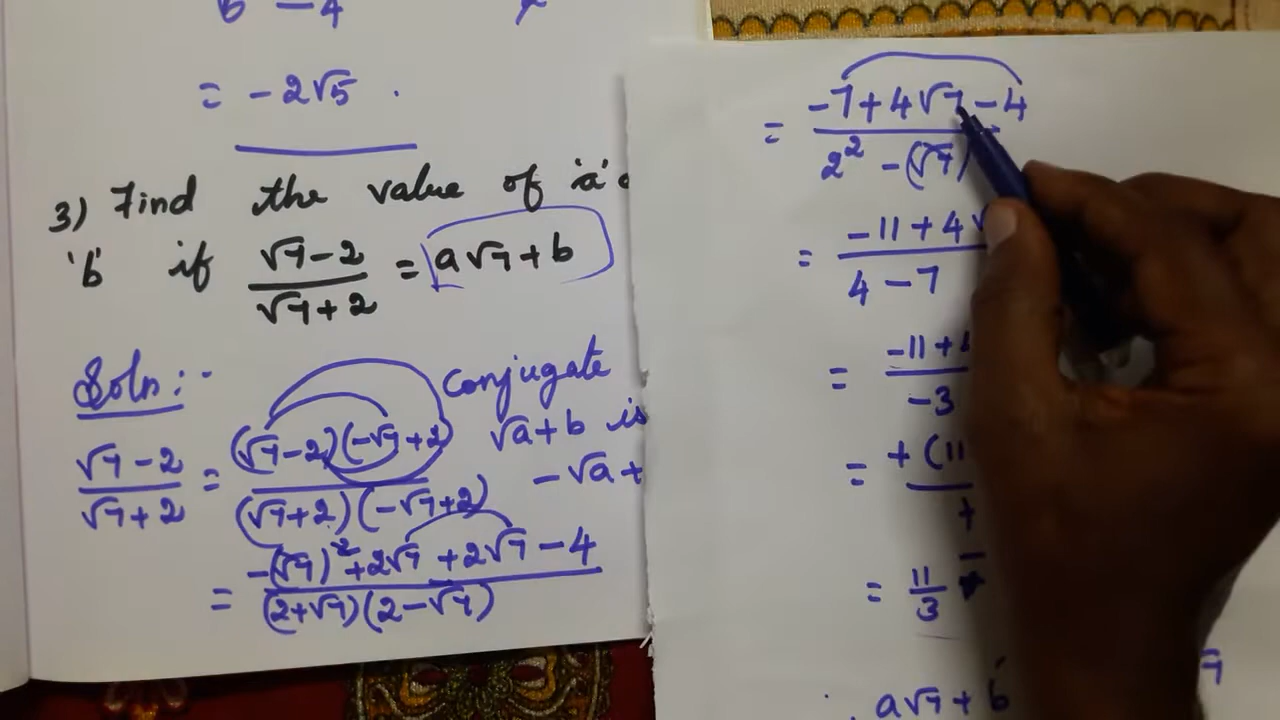 = -2√5 .
3) Find the value of 'a'
'b' if (√7-2)/(√7+2) = a√7+b
Soln:-
(√7-2)/(√7+2) = ((√7-2)(-√7+2))/((√7+2)(-√7+2))
= (-(√7)²+2√7+2√7-4)/((2+√7)(2-√7))
Conjugate
√a+b is
-√a+
= (-7+4√7-4)/(2²-(√7)
= (-11+4√)/(4-7)
= (-11+)/(-3)
= +(11
+
= 11/3 -
a√7+b